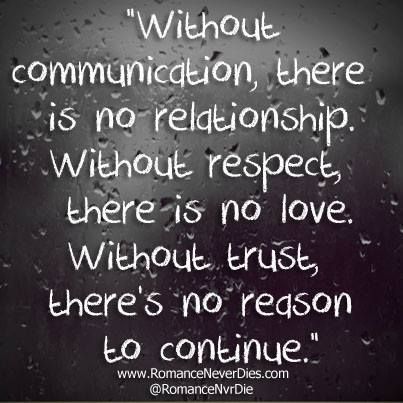 "Without
communication, there
is no relationship.
Without respect,
there is no love.
Without trust,
there's no reason
to continue."
www.RomanceNeverDies.com
@RomanceNvrDie